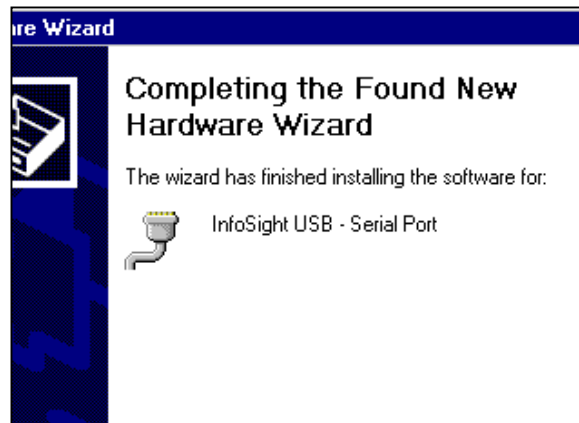 re Wizard
Completing the Found New
Hardware Wizard
The wizard has finished installing the software for:
InfoSight USB - Serial Port